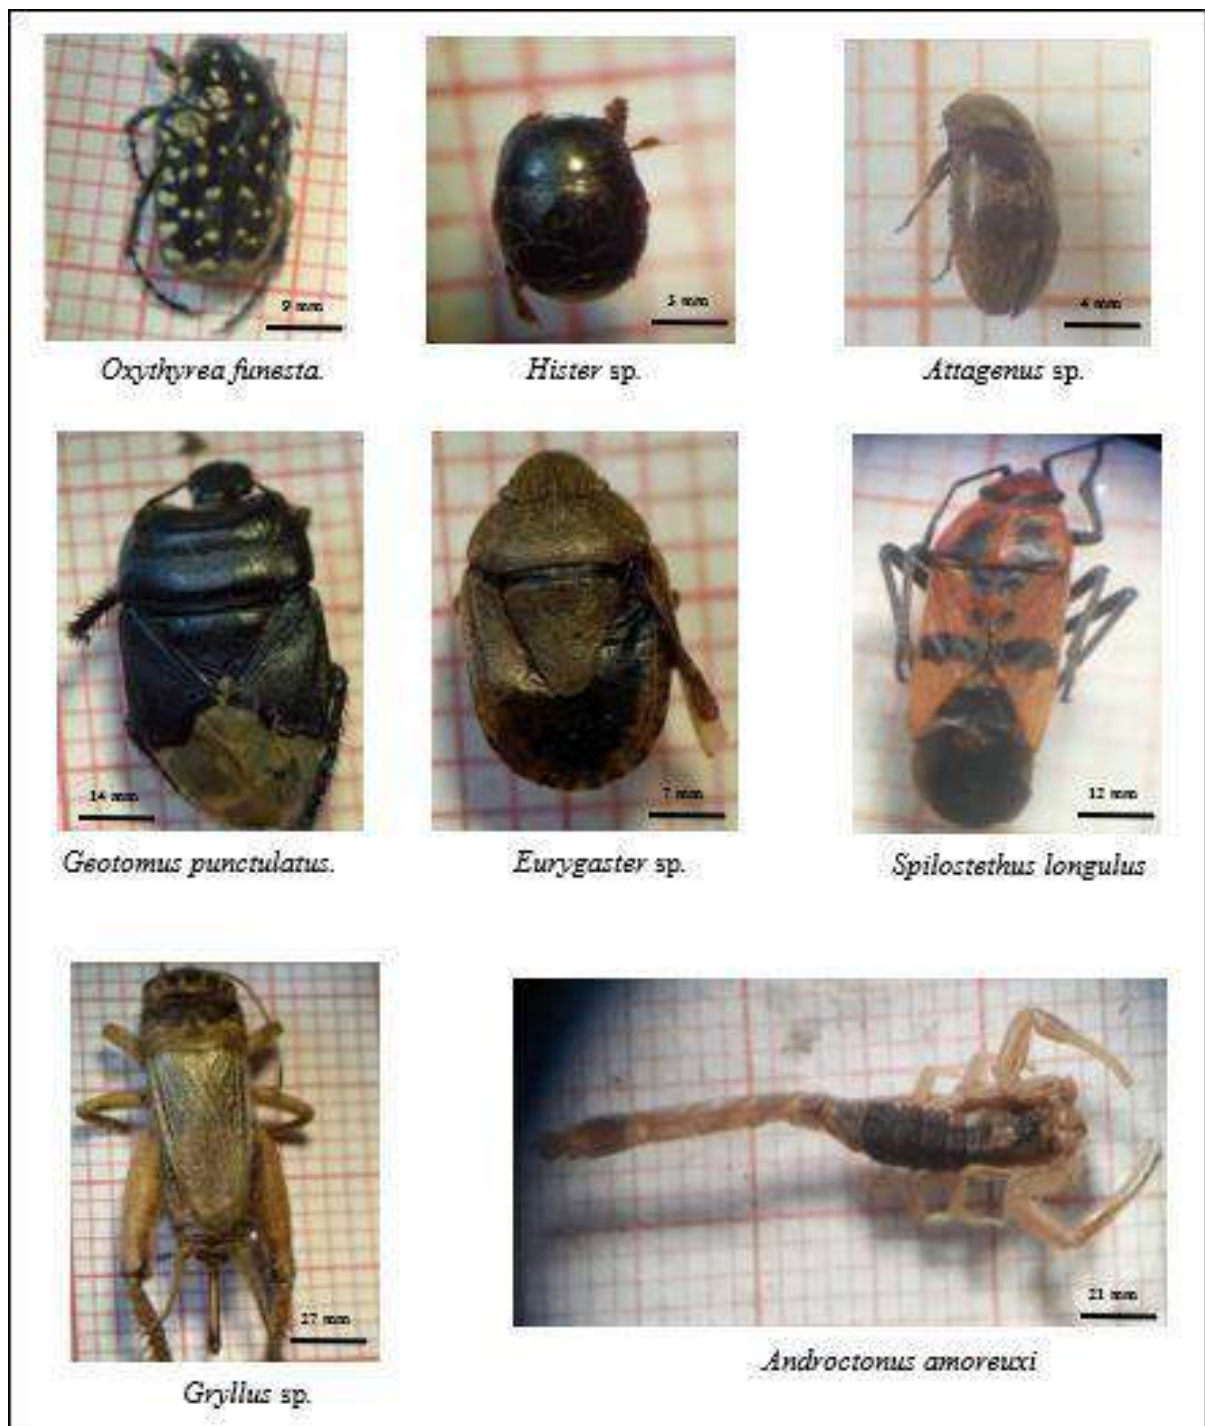 9 mm
3 mm
4 mm
Oxythyrea funesta.
Hister sp.
Attagenus sp.
14 mm
7 mm
12 mm
Geotomus punctulatus.
Eurygaster sp.
Spilostethus longulus
27 mm
21 mm
Androctonus amoreuxi
Gryllus sp.